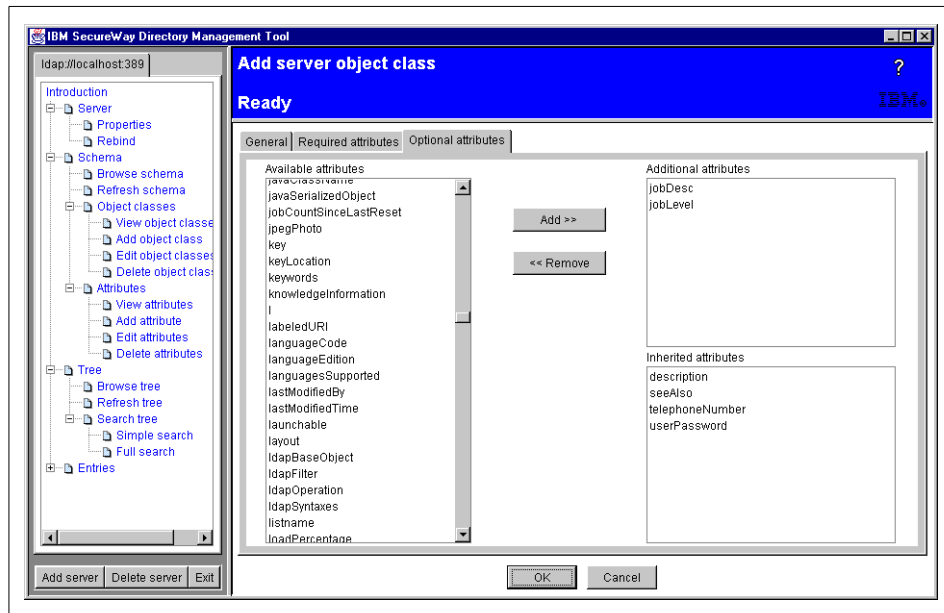 IBM SecureWay Directory Management Tool
ldap://localhost:389
Introduction
Server
Properties
Rebind
Schema
Browse schema
Refresh schema
Object classes
View object classe
Add object class
Edit object classes
Delete object clas
Attributes
View attributes
Add attribute
Edit attributes
Delete attributes
Tree
Browse tree
Refresh tree
Search tree
Simple search
Full search
Entries
Add server
Delete server
Exit
Add server object class
?
Ready
IBM
General
Required attributes
Optional attributes
Available attributes
javaClassName
javaSerializedObject
jobCountSinceLastReset
jpegPhoto
key
keyLocation
keywords
knowledgeInformation
l
labeledURI
languageCode
languageEdition
languagesSupported
lastModifiedBy
lastModifiedTime
launchable
layout
ldapBaseObject
ldapFilter
ldapOperation
ldapSyntaxes
listname
loadPercentage
Add >>
<< Remove
Additional attributes
jobDesc
jobLevel
Inherited attributes
description
seeAlso
telephoneNumber
userPassword
OK
Cancel